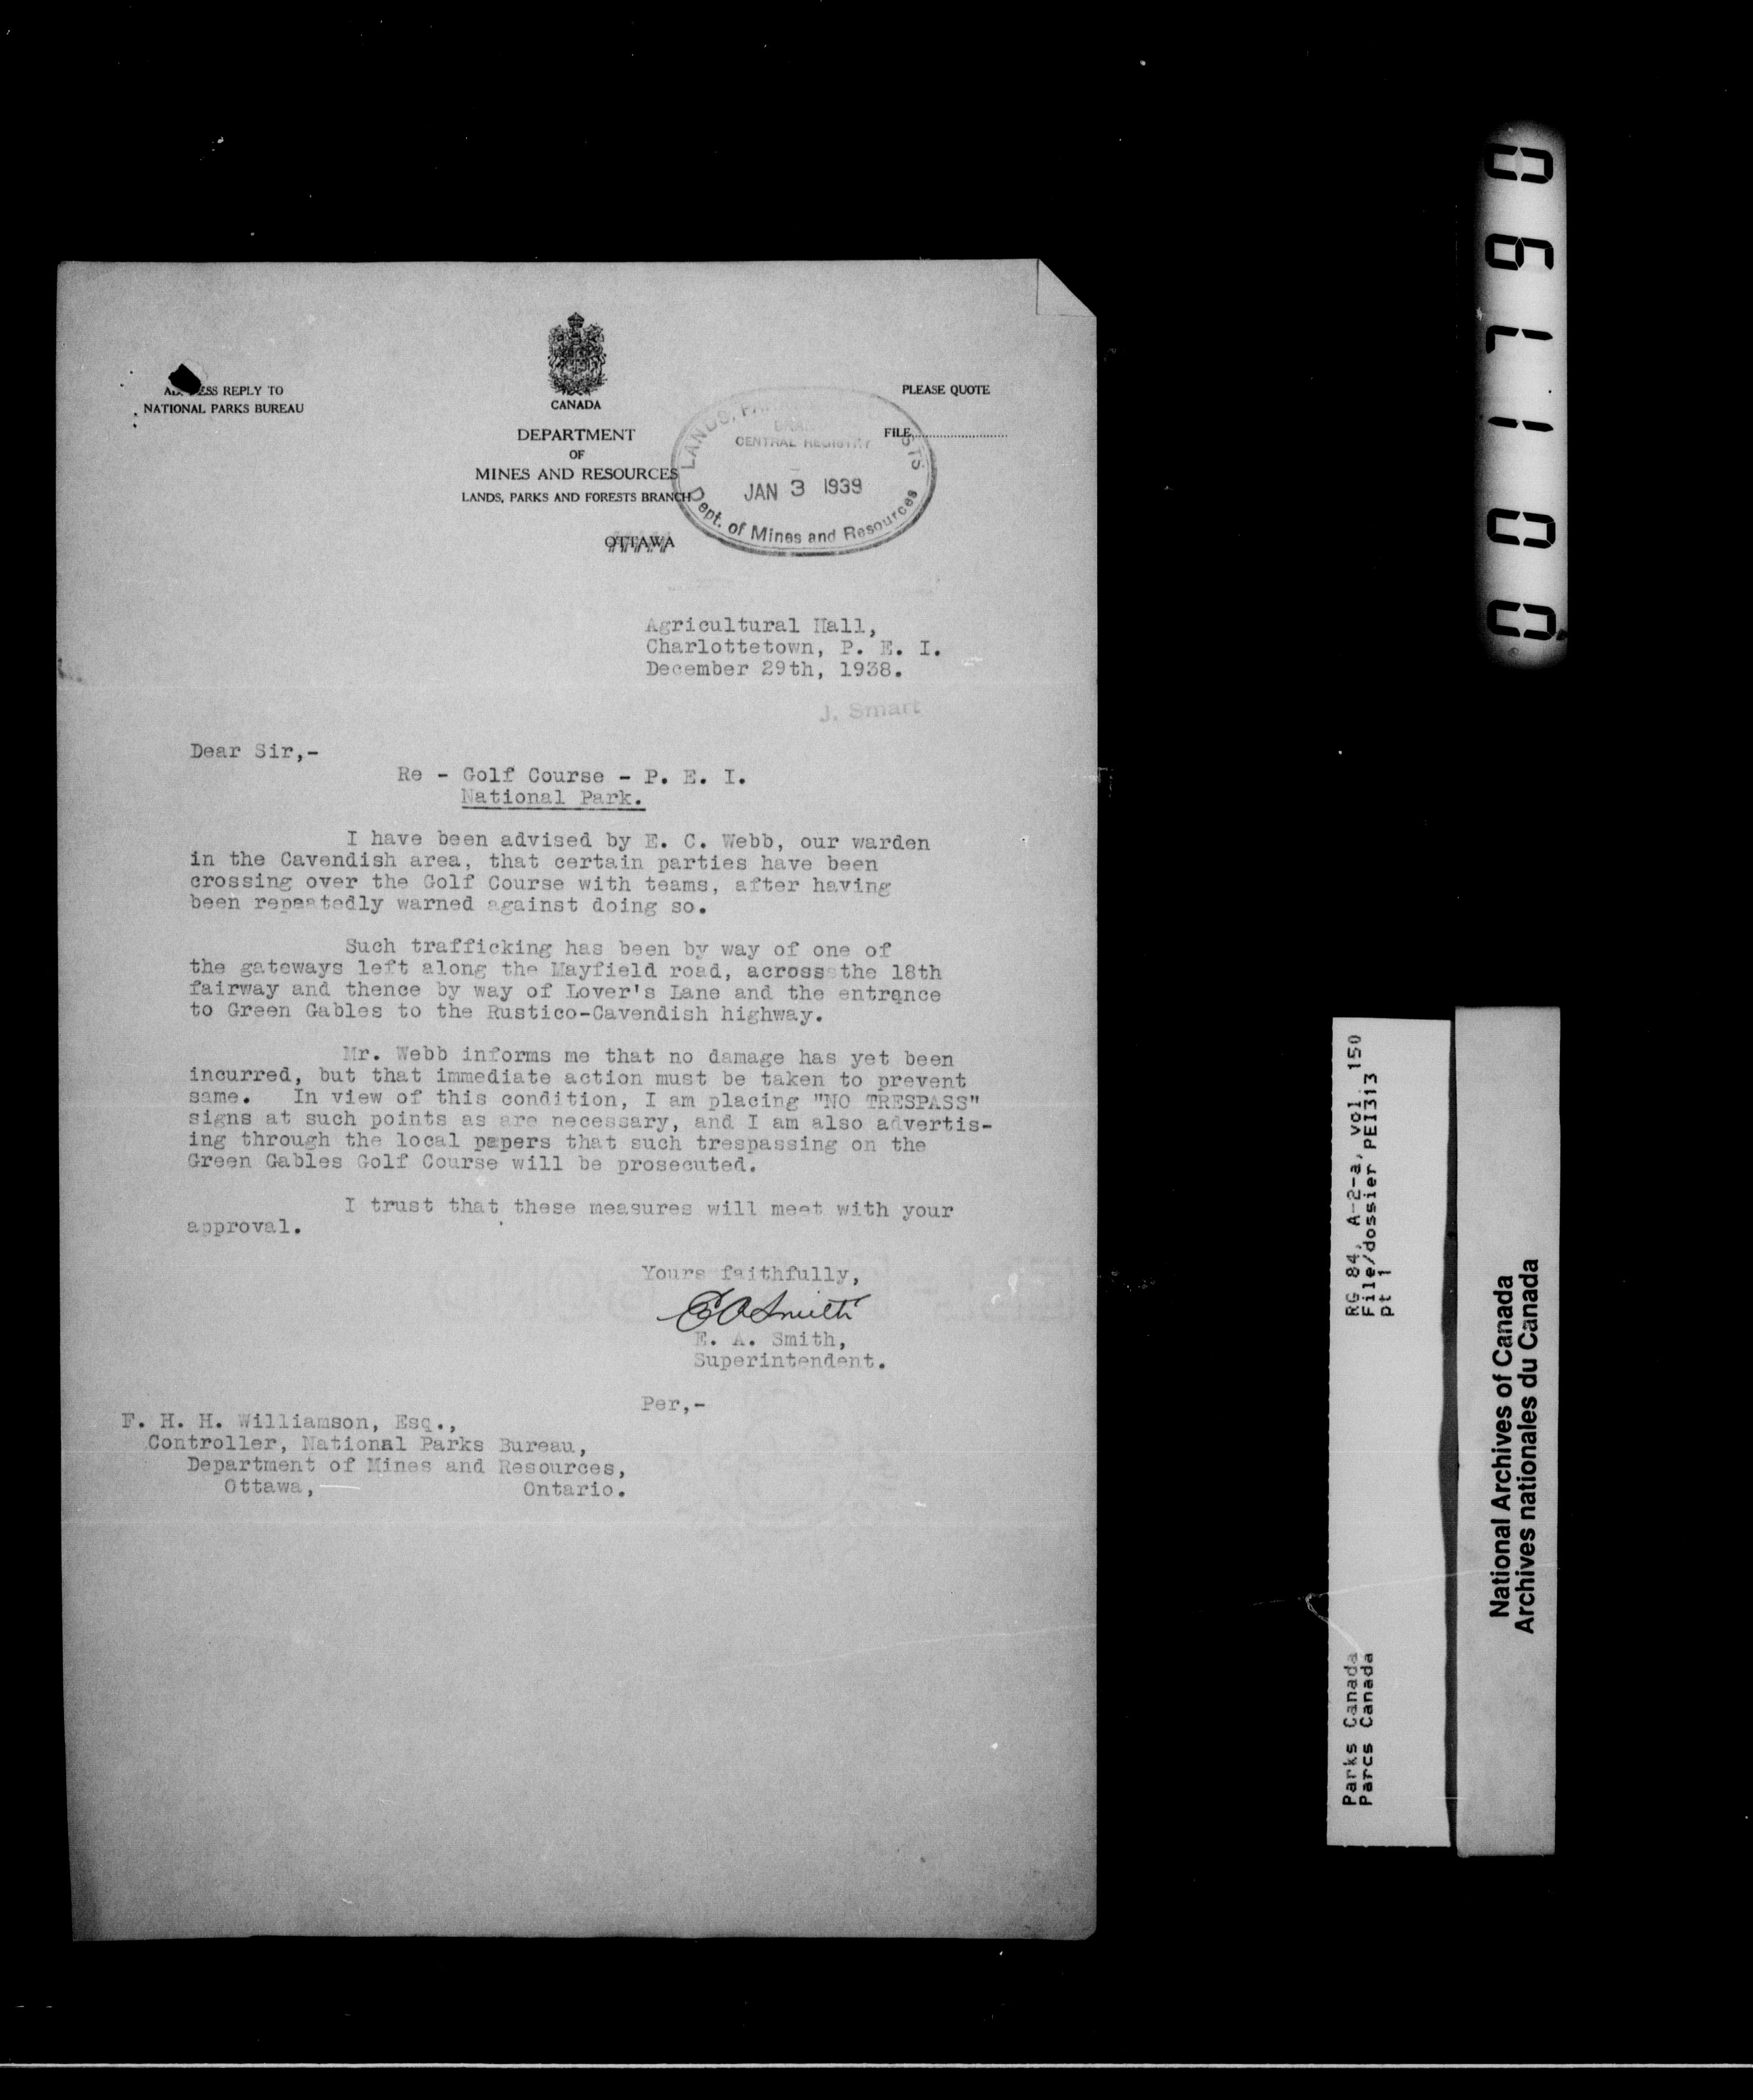 ADDRESS REPLY TO
NATIONAL PARKS BUREAU
CANADA
DEPARTMENT
OF
MINES AND RESOURCES
LANDS, PARKS AND FORESTS BRANCH
OTTAWA
PLEASE QUOTE
FILE
LANDS,
CENTRAL REGISTRY
JAN 3 1939
Dept. of Mines and Resources
Agricultural Hall,
Charlottetown, P. E. I.
December 29th, 1938.
J. Smart
Dear Sir,-
Re - Golf Course - P. E. I.
National Park.
I have been advised by E. C. Webb, our warden
in the Cavendish area, that certain parties have been
crossing over the Golf Course with teams, after having
been repeatedly warned against doing so.
Such trafficking has been by way of one of
the gateways left along the Mayfield road, across the 18th
fairway and thence by way of Lover's Lane and the entrance
to Green Gables to the Rustico-Cavendish highway.
Mr. Webb informs me that no damage has yet been
incurred, but that immediate action must be taken to prevent
same. In view of this condition, I am placing "NO TRESPASS"
signs at such points as are necessary, and I am also advertis-
ing through the local papers that such trespassing on the
Green Gables Golf Course will be prosecuted.
I trust that these measures will meet with your
approval.
Yours faithfully,
E A Smith
E. A. Smith,
Superintendent.
Per,-
F. H. H. Williamson, Esq.,
Controller, National Parks Bureau,
Department of Mines and Resources,
Ottawa, Ontario.
001790
RG 84, A-2-a, vol. 150
File/dossier PEI313
pt 1
Parks Canada
Parcs Canada
National Archives of Canada
Archives nationales du Canada